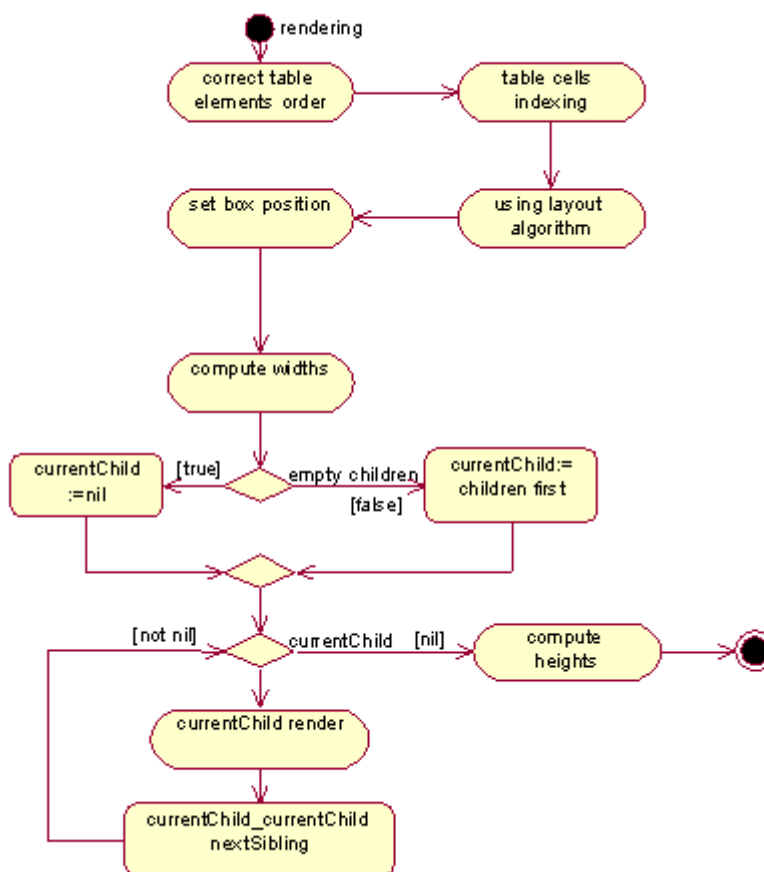 rendering
correct table
elements order
table cells
indexing
set box position
using layout
algorithm
compute widths
currentChild
:=nil
[true]
empty children
[false]
currentChild:=
children first
[not nil]
currentChild [nil]
compute
heights
currentChild render
currentChild_currentChild
nextSibling